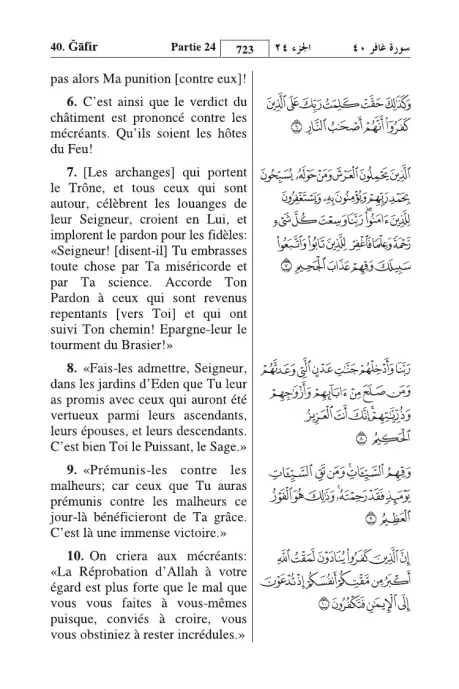 40. Ğāfir Partie 24 723 الجزء ٢٤ سورة غافر ٤٠
pas alors Ma punition [contre eux]!
6. C’est ainsi que le verdict du
châtiment est prononcé contre les
mécréants. Qu’ils soient les hôtes
du Feu!
7. [Les archanges] qui portent
le Trône, et tous ceux qui sont
autour, célèbrent les louanges de
leur Seigneur, croient en Lui, et
implorent le pardon pour les fidèles:
«Seigneur! [disent-il] Tu embrasses
toute chose par Ta miséricorde et
par Ta science. Accorde Ton
Pardon à ceux qui sont revenus
repentants [vers Toi] et qui ont
suivi Ton chemin! Epargne-leur le
tourment du Brasier!»
8. «Fais-les admettre, Seigneur,
dans les jardins d’Eden que Tu leur
as promis avec ceux qui auront été
vertueux parmi leurs ascendants,
leurs épouses, et leurs descendants.
C’est bien Toi le Puissant, le Sage.»
9. «Prémunis-les contre les
malheurs; car ceux que Tu auras
prémunis contre les malheurs ce
jour-là bénéficieront de Ta grâce.
C’est là une immense victoire.»
10. On criera aux mécréants:
«La Réprobation d’Allah à votre
égard est plus forte que le mal que
vous vous faites à vous-mêmes
puisque, conviés à croire, vous
vous obstiniez à rester incrédules.»
وَكَذَٰلِكَ حَقَّتْ كَلِمَتُ رَبِّكَ عَلَى ٱلَّذِينَ
كَفَرُوٓا۟ أَنَّهُمْ أَصْحَٰبُ ٱلنَّارِ ٦
ٱلَّذِينَ يَحْمِلُونَ ٱلْعَرْشَ وَمَنْ حَوْلَهُۥ يُسَبِّحُونَ
بِحَمْدِ رَبِّهِمْ وَيُؤْمِنُونَ بِهِۦ وَيَسْتَغْفِرُونَ
لِلَّذِينَ ءَامَنُوا۟ رَبَّنَا وَسِعْتَ كُلَّ شَىْءٍ
رَّحْمَةً وَعِلْمًا فَٱغْفِرْ لِلَّذِينَ تَابُوا۟ وَٱتَّبَعُوا۟
سَبِيلَكَ وَقِهِمْ عَذَابَ ٱلْجَحِيمِ ٧
رَبَّنَا وَأَدْخِلْهُمْ جَنَّٰتِ عَدْنٍ ٱلَّتِى وَعَدتَّهُمْ
وَمَن صَلَحَ مِنْ ءَابَآئِهِمْ وَأَزْوَٰجِهِمْ
وَذُرِّيَّٰتِهِمْ إِنَّكَ أَنتَ ٱلْعَزِيزُ
ٱلْحَكِيمُ ٨
وَقِهِمُ ٱلسَّيِّـَٔاتِ وَمَن تَقِ ٱلسَّيِّـَٔاتِ
يَوْمَئِذٍ فَقَدْ رَحِمْتَهُۥ وَذَٰلِكَ هُوَ ٱلْفَوْزُ
ٱلْعَظِيمُ ٩
إِنَّ ٱلَّذِينَ كَفَرُوا۟ يُنَادَوْنَ لَمَقْتُ ٱللَّهِ
أَكْبَرُ مِن مَّقْتِكُمْ أَنفُسَكُمْ إِذْ تُدْعَوْنَ
إِلَى ٱلْإِيمَٰنِ فَتَكْفُرُونَ ١٠